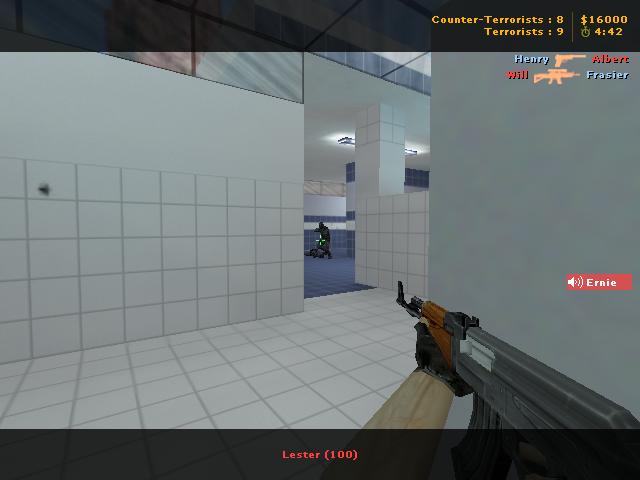 Counter-Terrorists : 8 $16000
Terrorists : 9 4:42
Henry Albert
Will Frasier
Ernie
Lester (100)